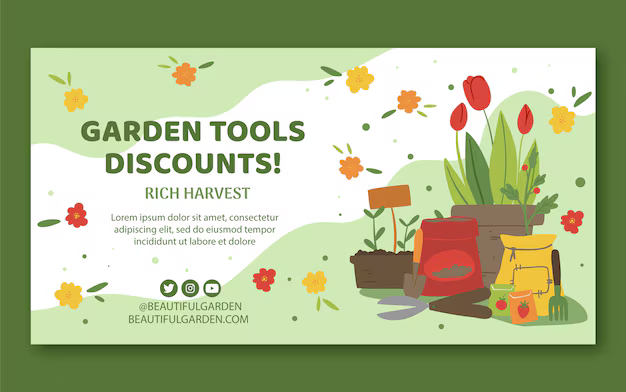 GARDEN TOOLS
DISCOUNTS!
RICH HARVEST
Lorem ipsum dolor sit amet, consectetur
adipiscing elit, sed do eiusmod tempor
incididunt ut labore et dolore
@BEAUTIFULGARDEN
BEAUTIFULGARDEN.COM